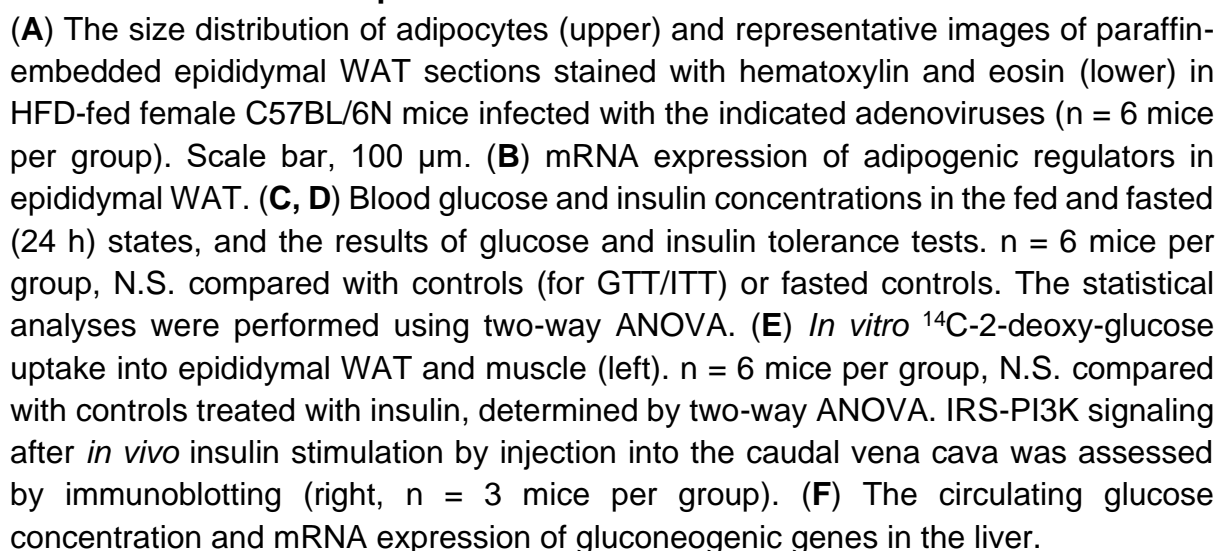 (A) The size distribution of adipocytes (upper) and representative images of paraffin-
embedded epididymal WAT sections stained with hematoxylin and eosin (lower) in
HFD-fed female C57BL/6N mice infected with the indicated adenoviruses (n = 6 mice
per group). Scale bar, 100 μm. (B) mRNA expression of adipogenic regulators in
epididymal WAT. (C, D) Blood glucose and insulin concentrations in the fed and fasted
(24 h) states, and the results of glucose and insulin tolerance tests. n = 6 mice per
group, N.S. compared with controls (for GTT/ITT) or fasted controls. The statistical
analyses were performed using two-way ANOVA. (E) In vitro ¹⁴C-2-deoxy-glucose
uptake into epididymal WAT and muscle (left). n = 6 mice per group, N.S. compared
with controls treated with insulin, determined by two-way ANOVA. IRS-PI3K signaling
after in vivo insulin stimulation by injection into the caudal vena cava was assessed
by immunoblotting (right, n = 3 mice per group). (F) The circulating glucose
concentration and mRNA expression of gluconeogenic genes in the liver.